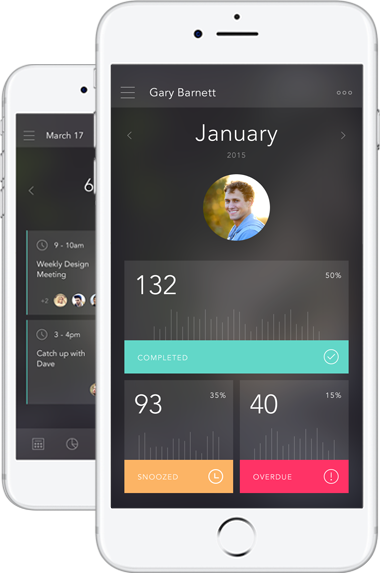 Gary Barnett
January
2015
132
50%
COMPLETED
93
35%
SNOOZED
40
15%
OVERDUE
March 17
6
9 - 10am
Weekly Design
Meeting
+2
3 - 4pm
Catch up with
Dave